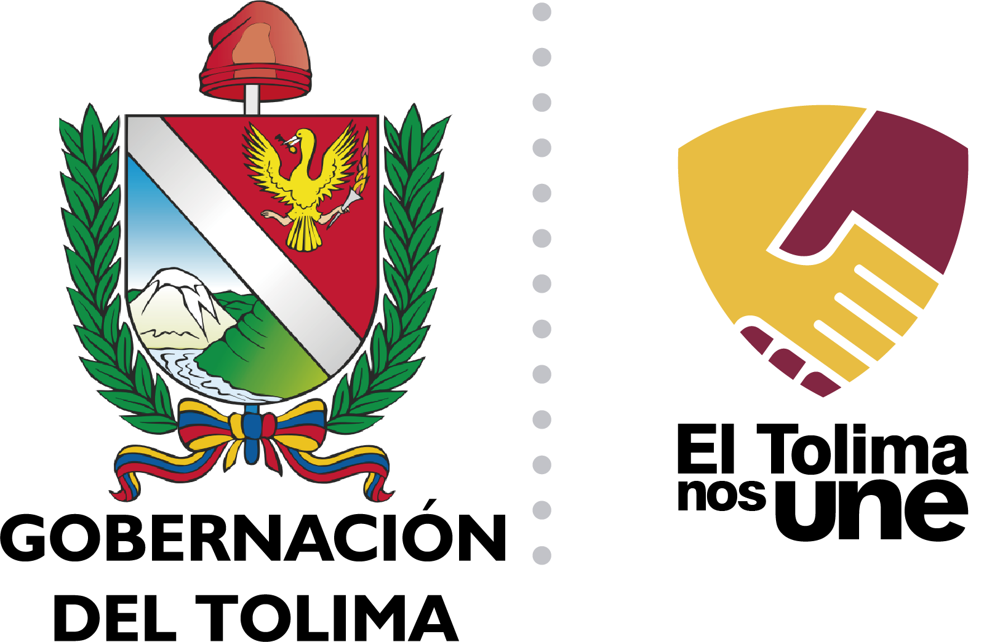 GOBERNACIÓN
DEL TOLIMA
El Tolima
nos une